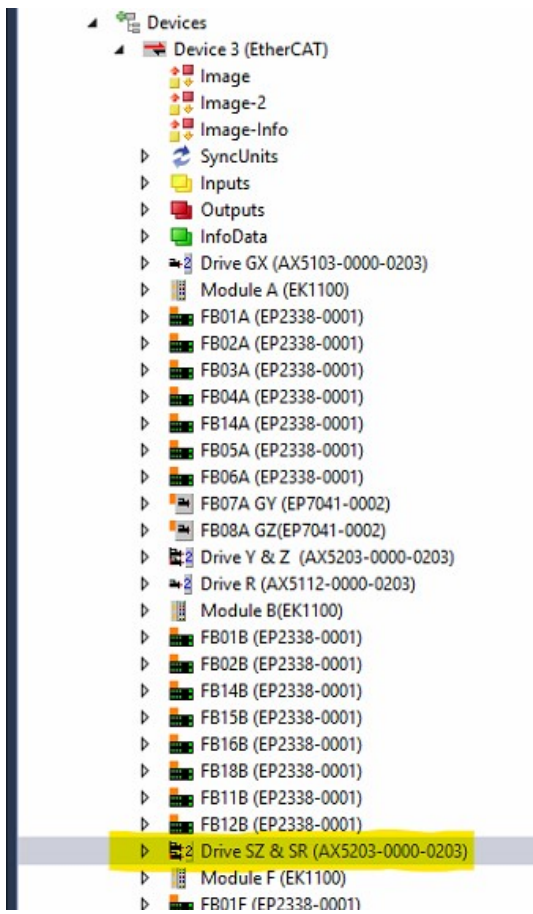 Devices
Device 3 (EtherCAT)
Image
Image-2
Image-Info
SyncUnits
Inputs
Outputs
InfoData
Drive GX (AX5103-0000-0203)
Module A (EK1100)
FB01A (EP2338-0001)
FB02A (EP2338-0001)
FB03A (EP2338-0001)
FB04A (EP2338-0001)
FB14A (EP2338-0001)
FB05A (EP2338-0001)
FB06A (EP2338-0001)
FB07A GY (EP7041-0002)
FB08A GZ(EP7041-0002)
Drive Y & Z (AX5203-0000-0203)
Drive R (AX5112-0000-0203)
Module B(EK1100)
FB01B (EP2338-0001)
FB02B (EP2338-0001)
FB14B (EP2338-0001)
FB15B (EP2338-0001)
FB16B (EP2338-0001)
FB18B (EP2338-0001)
FB11B (EP2338-0001)
FB12B (EP2338-0001)
Drive SZ & SR (AX5203-0000-0203)
Module F (EK1100)
FB01F (EP2338-0001)